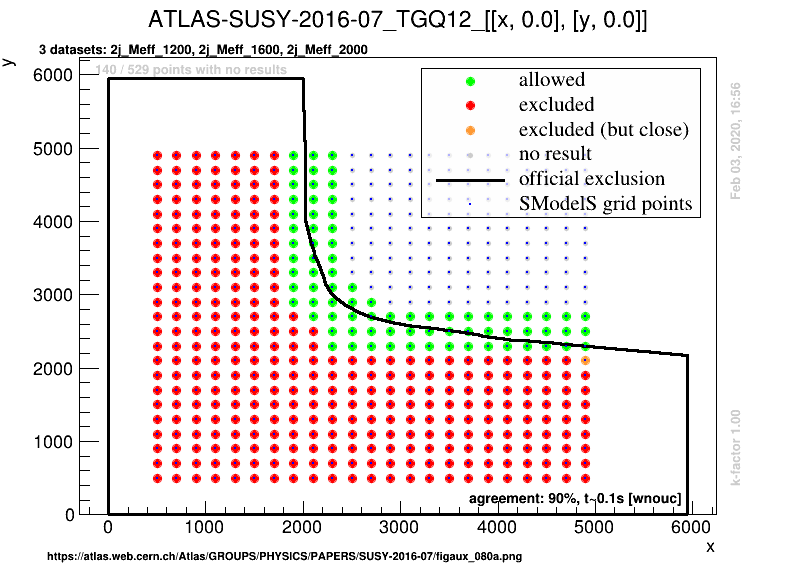 ATLAS-SUSY-2016-07_TGQ12_[[x, 0.0], [y, 0.0]]
3 datasets: 2j_Meff_1200, 2j_Meff_1600, 2j_Meff_2000
140 / 529 points with no results
y
6000
5000
4000
3000
2000
1000
0
allowed
excluded
excluded (but close)
no result
official exclusion
SModelS grid points
Feb 03, 2020, 16:56
k-factor 1.00
agreement: 90%, t~0.1s [wnouc]
0 1000 2000 3000 4000 5000 6000
x
https://atlas.web.cern.ch/Atlas/GROUPS/PHYSICS/PAPERS/SUSY-2016-07/figaux_080a.png